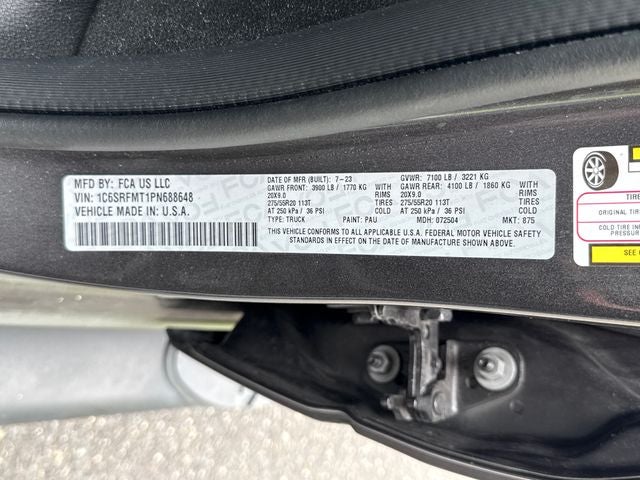 MFD BY: FCA US LLC
VIN: 1C6SRFMT1PN688648
VEHICLE MADE IN U.S.A.
DATE OF MFR (BUILT): 7-23 GVWR: 7100 LB / 3221 KG
GAWR FRONT: 3900 LB / 1770 KG WITH GAWR REAR: 4100 LB / 1860 KG WITH
20X9.0 RIMS 20X9.0 RIMS
275/55R20 113T TIRES 275/55R20 113T TIRES
AT 250 kPa / 36 PSI COLD AT 250 kPa / 36 PSI COLD
TYPE: TRUCK PAINT: PAU MDH: 072504 MKT: 875
THIS VEHICLE CONFORMS TO ALL APPLICABLE U.S.A. FEDERAL MOTOR VEHICLE SAFETY
STANDARDS IN EFFECT ON THE DATE OF MANUFACTURE SHOWN ABOVE
TIRE
ORIGINAL TIRE
COLD TIRE
PRESSURE
SEE